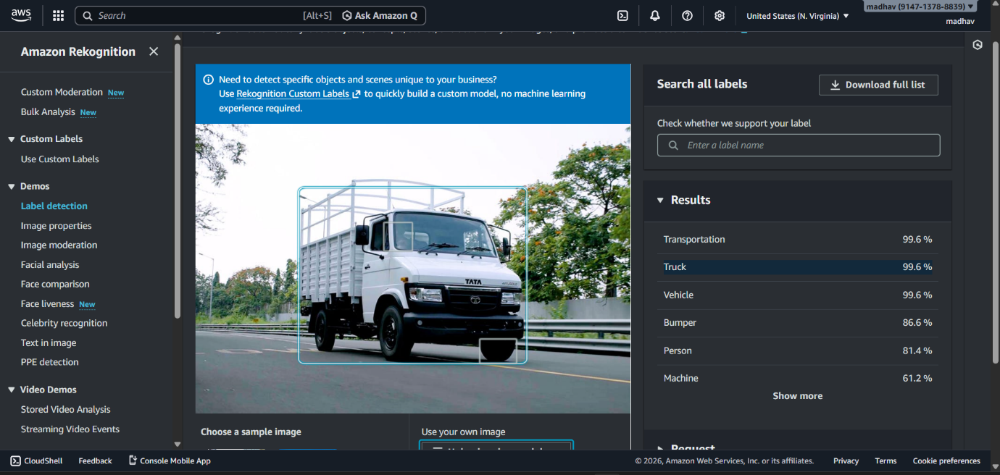 aws
Search
[Alt+S]
Ask Amazon Q
United States (N. Virginia)
madhav (9147-1378-8839)
madhav
Amazon Rekognition
Custom Moderation New
Bulk Analysis New
Custom Labels
Use Custom Labels
Demos
Label detection
Image properties
Image moderation
Facial analysis
Face comparison
Face liveness New
Celebrity recognition
Text in image
PPE detection
Video Demos
Stored Video Analysis
Streaming Video Events
Need to detect specific objects and scenes unique to your business?
Use Rekognition Custom Labels to quickly build a custom model, no machine learning
experience required.
TATA
Choose a sample image
Use your own image
Search all labels
Download full list
Check whether we support your label
Enter a label name
Results
Transportation 99.6 %
Truck 99.6 %
Vehicle 99.6 %
Bumper 86.6 %
Person 81.4 %
Machine 61.2 %
Show more
Request
CloudShell
Feedback
Console Mobile App
© 2026, Amazon Web Services, Inc. or its affiliates.
Privacy
Terms
Cookie preferences